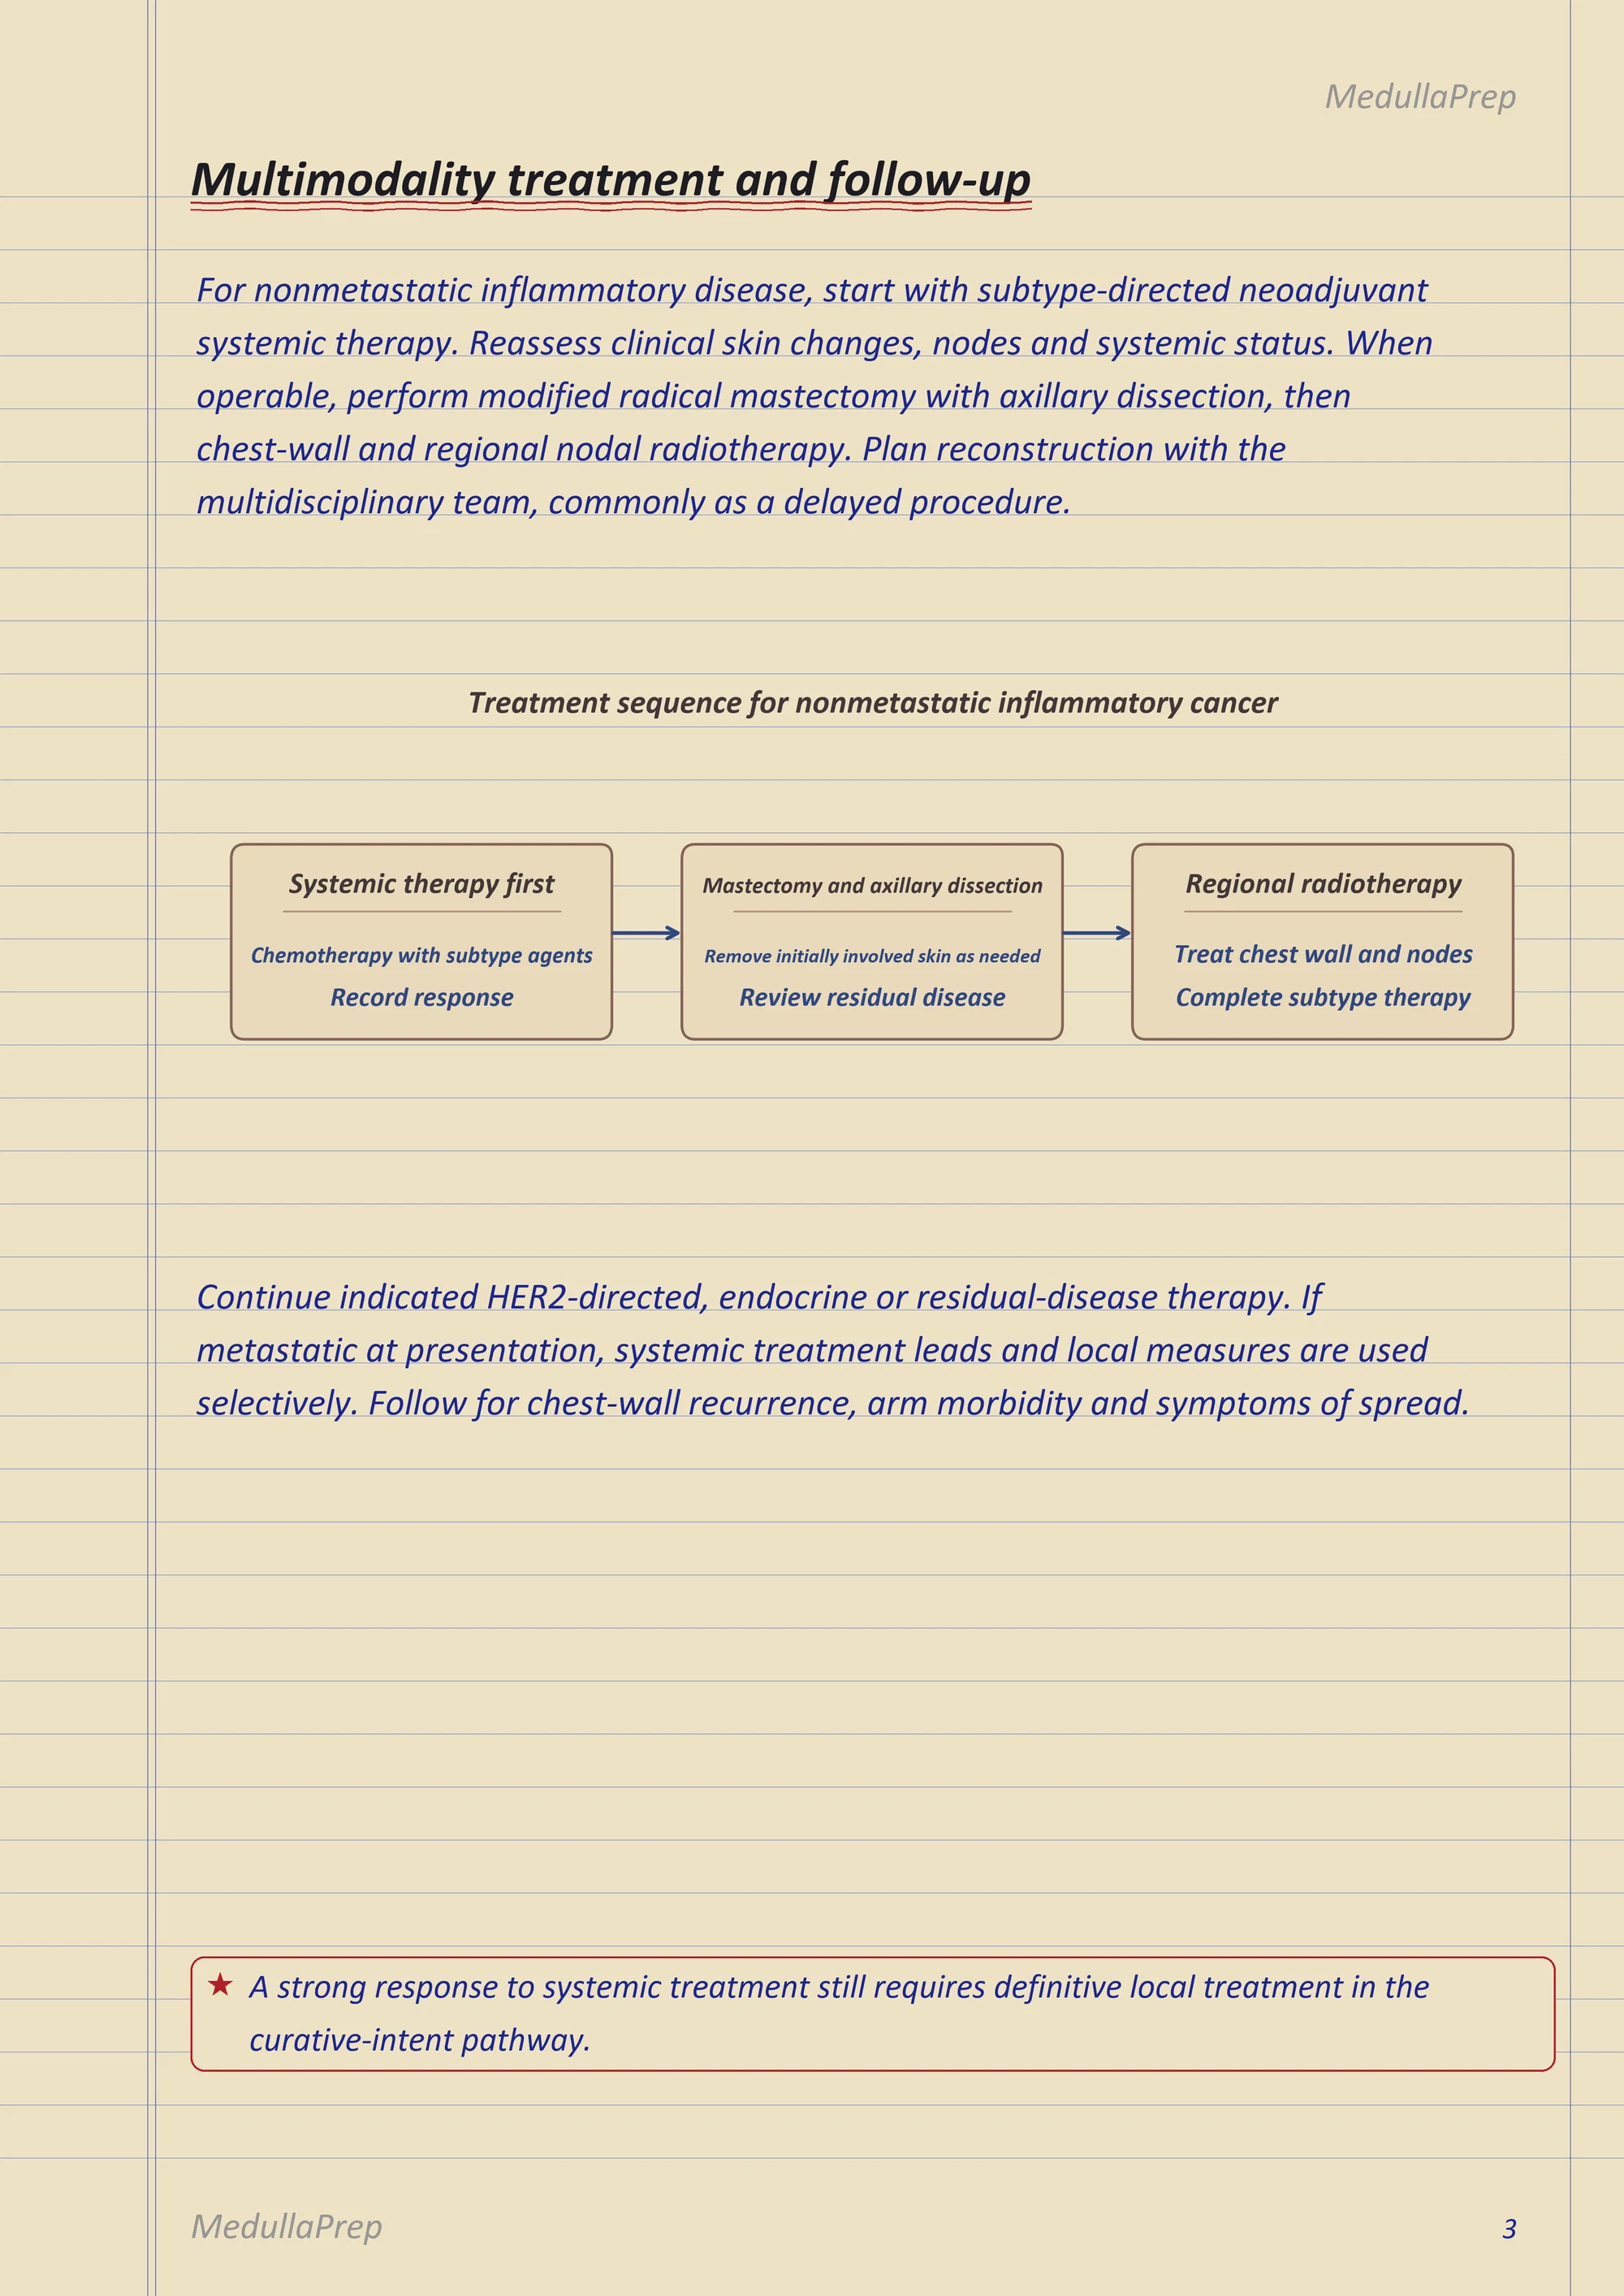 MedullaPrep
Multimodality treatment and follow-up
For nonmetastatic inflammatory disease, start with subtype-directed neoadjuvant
systemic therapy. Reassess clinical skin changes, nodes and systemic status. When
operable, perform modified radical mastectomy with axillary dissection, then
chest-wall and regional nodal radiotherapy. Plan reconstruction with the
multidisciplinary team, commonly as a delayed procedure.
Treatment sequence for nonmetastatic inflammatory cancer
Systemic therapy first
Chemotherapy with subtype agents
Record response
Mastectomy and axillary dissection
Remove initially involved skin as needed
Review residual disease
Regional radiotherapy
Treat chest wall and nodes
Complete subtype therapy
Continue indicated HER2-directed, endocrine or residual-disease therapy. If
metastatic at presentation, systemic treatment leads and local measures are used
selectively. Follow for chest-wall recurrence, arm morbidity and symptoms of spread.
★ A strong response to systemic treatment still requires definitive local treatment in the
curative-intent pathway.
MedullaPrep
3